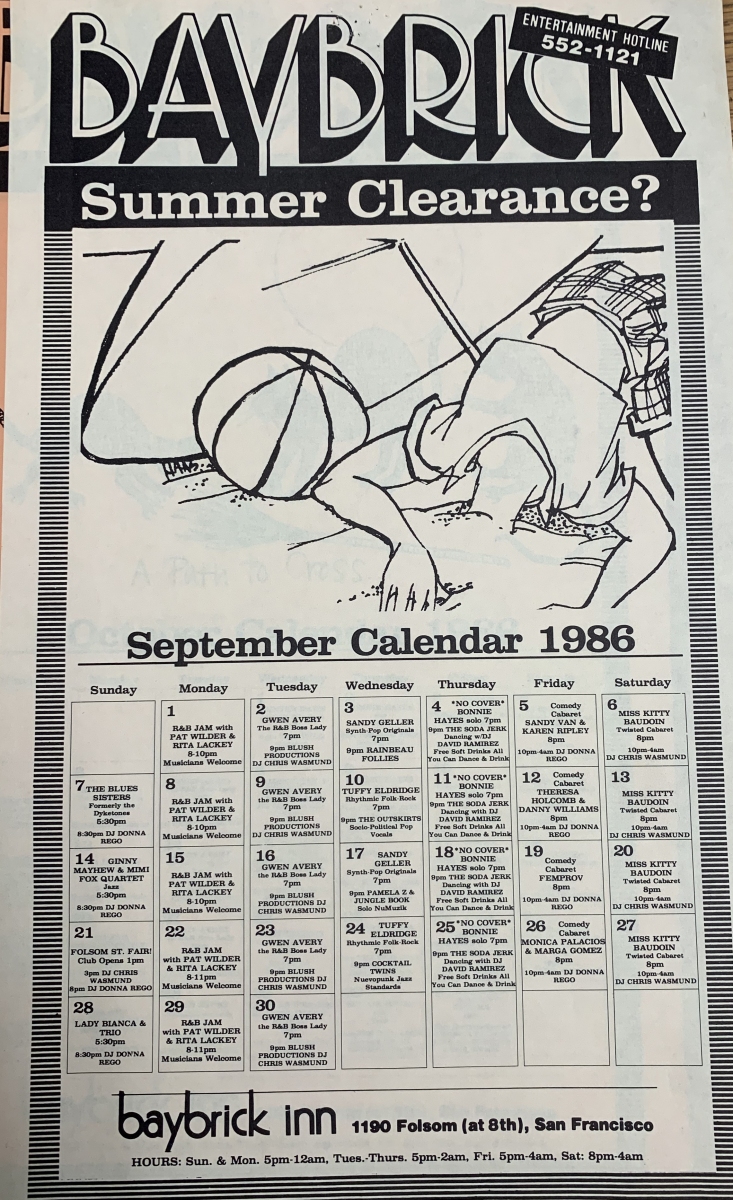 BAYBRICK
ENTERTAINMENT HOTLINE
552-1121
Summer Clearance?
A Path to Cross
September Calendar 1986
Sunday
Monday
Tuesday
Wednesday
Thursday
Friday
Saturday
1
R&B JAM with
PAT WILDER &
RITA LACKEY
8-10pm
Musicians Welcome
2
GWEN AVERY
The R&B Boss Lady
7pm
9pm BLUSH
PRODUCTIONS
DJ CHRIS WASMUND
3
SANDY GELLER
Synth-Pop Originals
7pm
9pm RAINBEAU
FOLLIES
4 *NO COVER*
BONNIE
HAYES solo 7pm
9pm THE SODA JERK
Dancing w/DJ
DAVID RAMIREZ
Free Soft Drinks All
You Can Dance & Drink
5 Comedy
Cabaret
SANDY VAN &
KAREN RIPLEY
8pm
10pm-4am DJ DONNA
REGO
6
MISS KITTY
BAUDOIN
Twisted Cabaret
8pm
10pm-4am
DJ CHRIS WASMUND
7 THE BLUES
SISTERS
Formerly the
Dyketones
5:30pm
8:30pm DJ DONNA
REGO
8
R&B JAM with
PAT WILDER &
RITA LACKEY
8-10pm
Musicians Welcome
9
GWEN AVERY
the R&B Boss Lady
7pm
9pm BLUSH
PRODUCTIONS
DJ CHRIS WASMUND
10
TUFFY ELDRIDGE
Rhythmic Folk-Rock
7pm
9pm THE OUTSKIRTS
Socio-Political Pop
Vocals
11 *NO COVER*
BONNIE
HAYES solo 7pm
9pm THE SODA JERK
Dancing with DJ
DAVID RAMIREZ
Free Soft Drinks All
You Can Dance & Drink
12 Comedy
Cabaret
THERESA
HOLCOMB &
DANNY WILLIAMS
8pm
10pm-4am DJ DONNA
REGO
13
MISS KITTY
BAUDOIN
Twisted Cabaret
8pm
10pm-4am
DJ CHRIS WASMUND
14 GINNY
MAYHEW & MIMI
FOX QUARTET
Jazz
5:30pm
8:30pm DJ DONNA
REGO
15
R&B JAM with
PAT WILDER &
RITA LACKEY
8-10pm
Musicians Welcome
16
GWEN AVERY
the R&B Boss Lady
7pm
9pm BLUSH
PRODUCTIONS DJ
CHRIS WASMUND
17 SANDY
GELLER
Synth-Pop Originals
7pm
9pm PAMELA Z &
JUNGLE BOOK
Solo NuMuzik
18 *NO COVER*
BONNIE
HAYES solo 7pm
9pm THE SODA JERK
Dancing with DJ
DAVID RAMIREZ
Free Soft Drinks All
You Can Dance & Drink
19
Comedy
Cabaret
FEMPROV
8pm
10pm-4am DJ DONNA
REGO
20
MISS KITTY
BAUDOIN
Twisted Cabaret
8pm
10pm-4am
DJ CHRIS WASMUND
21
FOLSOM ST. FAIR!
Club Opens 1pm
3pm DJ CHRIS
WASMUND
8pm DJ DONNA REGO
22
R&B JAM
with PAT WILDER
& RITA LACKEY
8-11pm
Musicians Welcome
23
GWEN AVERY
the R&B Boss Lady
7pm
9pm BLUSH
PRODUCTIONS DJ
CHRIS WASMUND
24 TUFFY
ELDRIDGE
Rhythmic Folk-Rock
7pm
9pm COCKTAIL
TWINS
Nuevopunk Jazz
Standards
25 *NO COVER*
BONNIE
HAYES solo 7pm
9pm THE SODA JERK
Dancing with DJ
DAVID RAMIREZ
Free Soft Drinks All
You Can Dance & Drink
26 Comedy
Cabaret
MONICA PALACIOS
& MARGA GOMEZ
8pm
10pm-4am DJ DONNA
REGO
27
MISS KITTY
BAUDOIN
Twisted Cabaret
8pm
10pm-4am
DJ CHRIS WASMUND
28
LADY BIANCA &
TRIO
5:30pm
8:30pm DJ DONNA
REGO
29
R&B JAM
with PAT WILDER
& RITA LACKEY
8-11pm
Musicians Welcome
30
GWEN AVERY
the R&B Boss Lady
7pm
9pm BLUSH
PRODUCTIONS DJ
CHRIS WASMUND
baybrick inn 1190 Folsom (at 8th), San Francisco
HOURS: Sun. & Mon. 5pm-12am, Tues.-Thurs. 5pm-2am, Fri. 5pm-4am, Sat: 8pm-4am